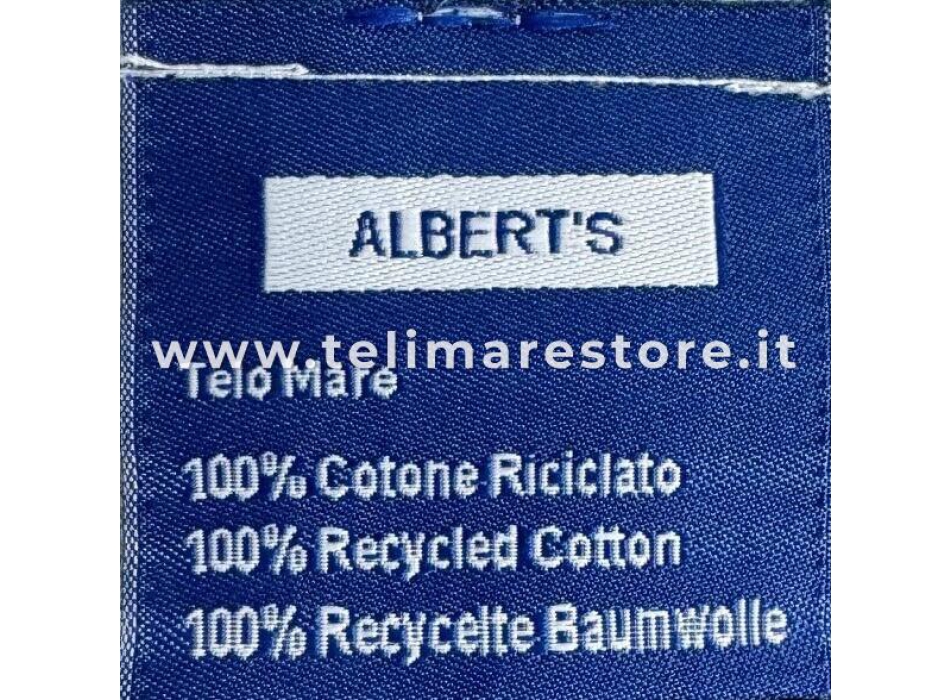 ALBERT'S
www.telimarestore.it
Telo Mare
100% Cotone Riciclato
100% Recycled Cotton
100% Recycelte Baumwolle